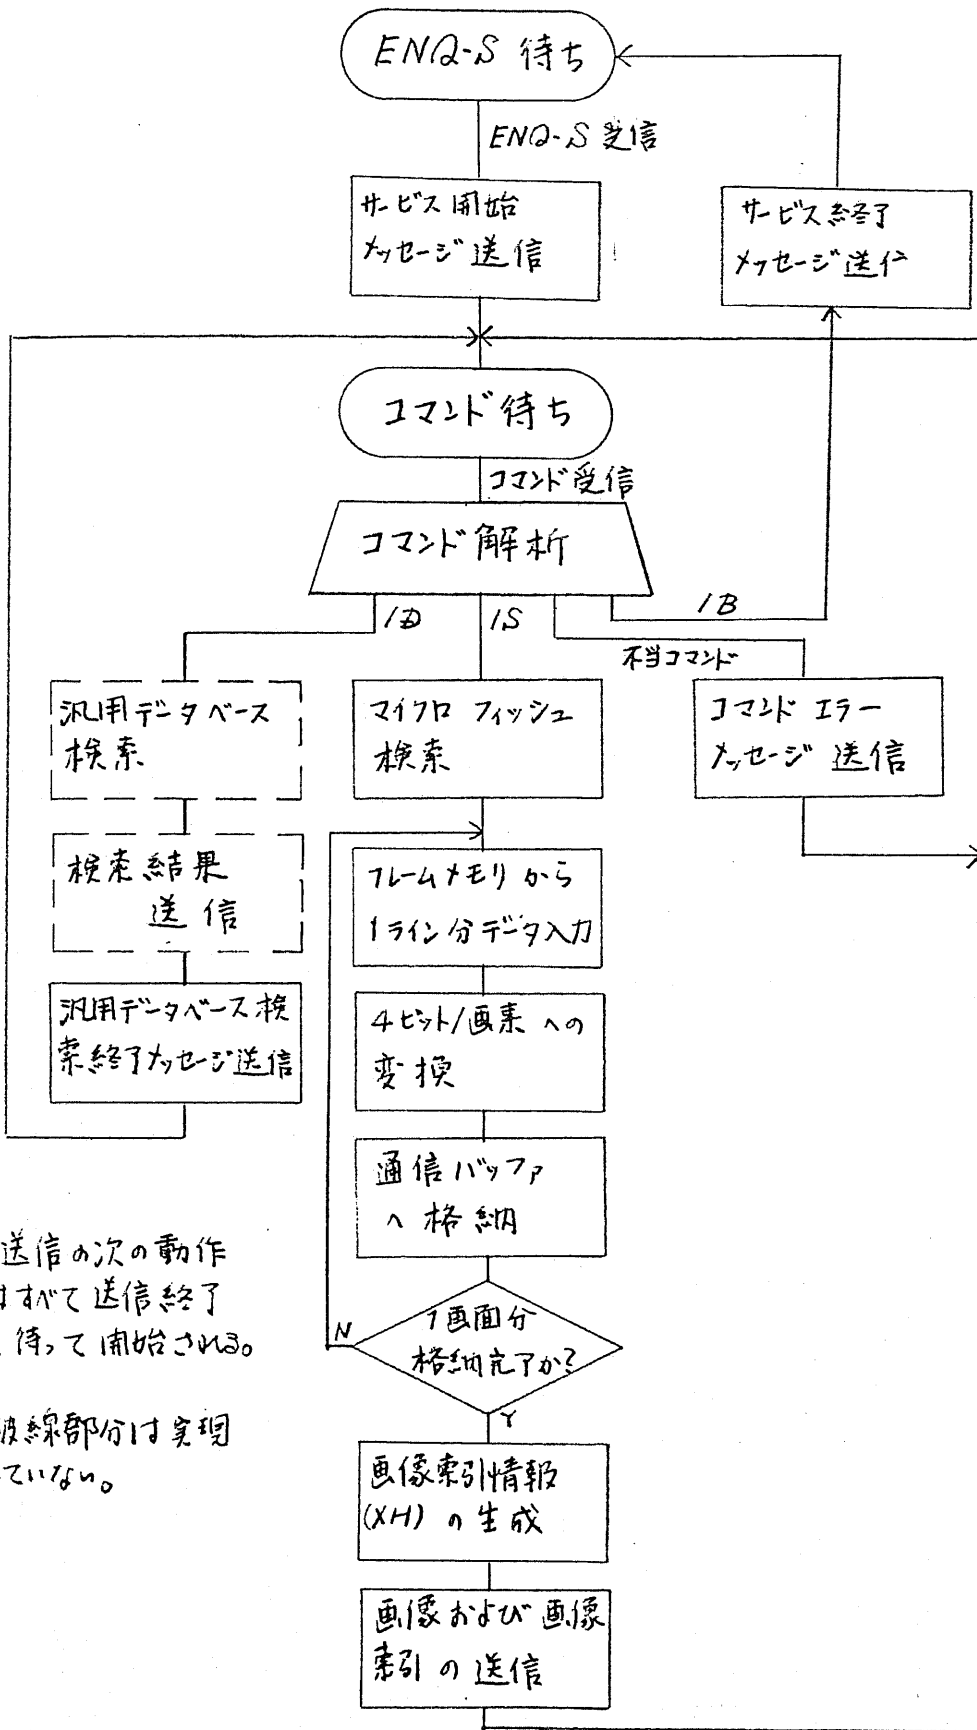 ENQ-S 待ち
ENQ-S 受信
サービス開始
メッセージ送信
サービス終了
メッセージ送信
コマンド待ち
コマンド受信
コマンド解析
/D
/S
/B
不当コマンド
汎用データベース
検索
マイクロフィッシュ
検索
コマンドエラー
メッセージ送信
検索結果
送信
フレームメモリから
1ライン分データ入力
汎用データベース検
索終了メッセージ送信
4ビット/画素への
変換
通信バッファ
へ格納
送信の次の動作
はすべて送信終了
待って開始される。
N
1画面分
格納完了か?
Y
波線部分は実現
ていない。
画像索引情報
(XH)の生成
画像および画像
索引の送信